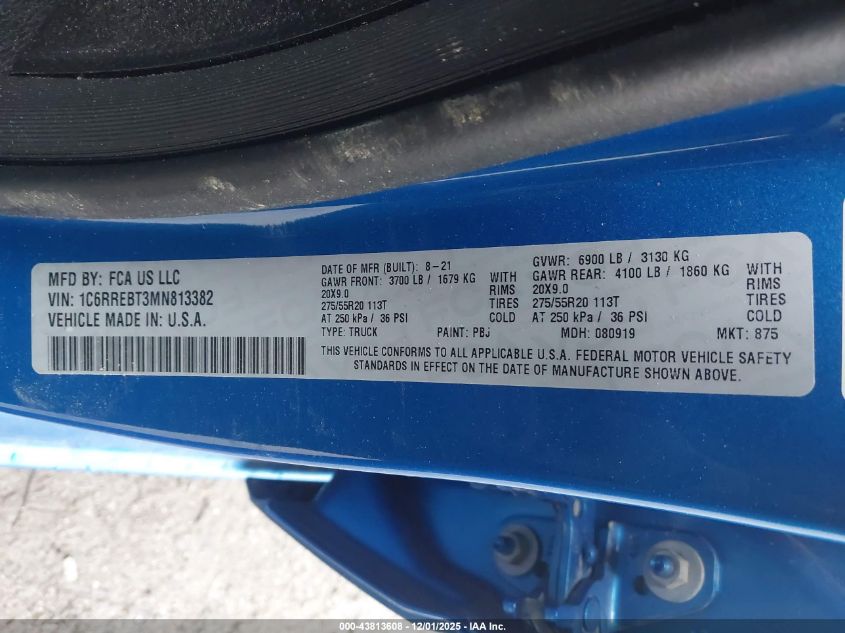 MFD BY: FCA US LLC
VIN: 1C6RREBT3MN813382
VEHICLE MADE IN: U.S.A.
DATE OF MFR (BUILT): 8-21
GAWR FRONT: 3700 LB / 1679 KG
20X9.0
275/55R20 113T
AT 250 kPa / 36 PSI
TYPE: TRUCK PAINT: PBJ
WITH
RIMS
TIRES
COLD
GVWR: 6900 LB / 3130 KG
GAWR REAR: 4100 LB / 1860 KG
20X9.0
275/55R20 113T
AT 250 kPa / 36 PSI
MDH: 080919 MKT: 875
WITH
RIMS
TIRES
COLD
THIS VEHICLE CONFORMS TO ALL APPLICABLE U.S.A. FEDERAL MOTOR VEHICLE SAFETY
STANDARDS IN EFFECT ON THE DATE OF MANUFACTURE SHOWN ABOVE.
000-43813608 - 12/01/2025 - IAA Inc.